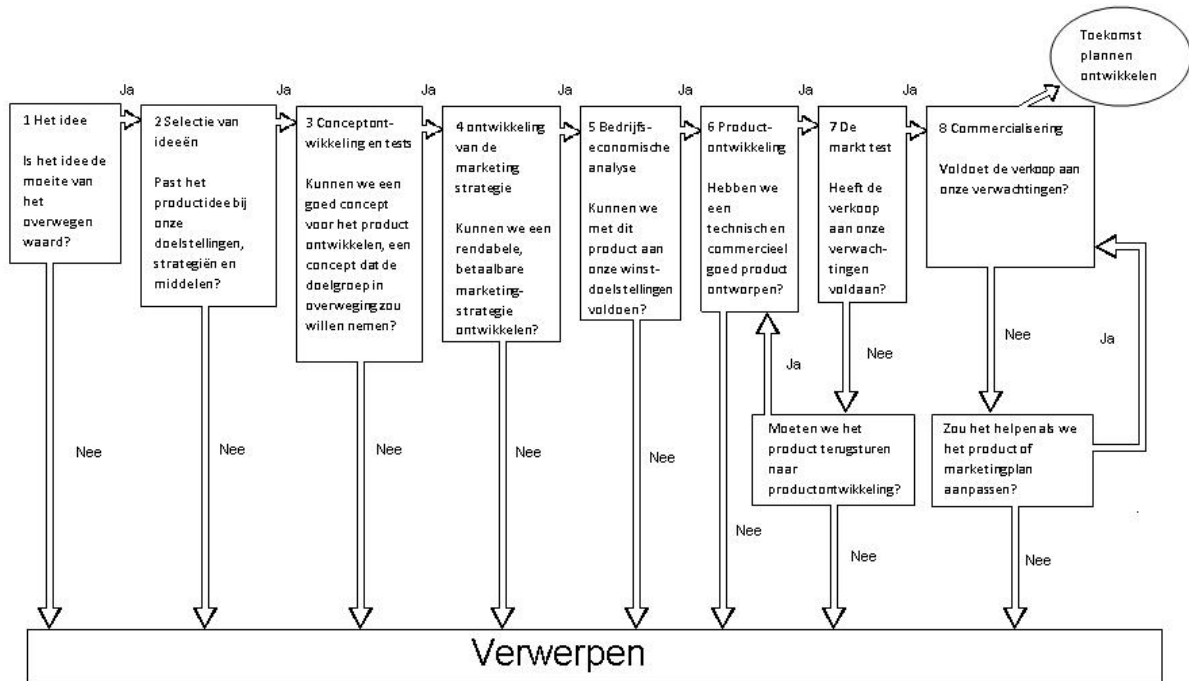 Toekomst
plannen
ontwikkelen
Ja
Ja
Ja
Ja
Ja
Ja
Ja
1 Het idee
Is het idee de
moeite van
het
overwegen
waard?
2 Selectie van
ideeën
Past het
productidee bij
onze
doelstellingen,
strategiën en
middelen?
3 Conceptont-
wikkeling en tests
Kunnen we een
goed concept
voor het product
ontwikkelen, een
concept dat de
doelgroep in
overweging zou
willen nemen?
4 ontwikkeling
van de
marketing
strategie
Kunnen we een
rendabele,
betaalbare
marketing-
strategie
ontwikkelen?
5 Bedrijfs-
economische
analyse
Kunnen we
met dit
product aan
onze winst-
doelstellingen
voldoen?
6 Product-
ontwikkeling
Hebben we
een
technisch en
commercieel
goed product
ontworpen?
7 De
markt test
Heeft de
verkoop
aan onze
verwach-
tingen
voldaan?
8 Commercialisering
Voldoet de verkoop aan
onze verwachtingen?
Nee
Nee
Ja
Ja
Moeten we het
product terugsturen
naar
productontwikkeling?
Zou het helpen als we
het product of
marketingplan
aanpassen?
Nee
Nee
Nee
Nee
Nee
Nee
Nee
Nee
Verwerpen